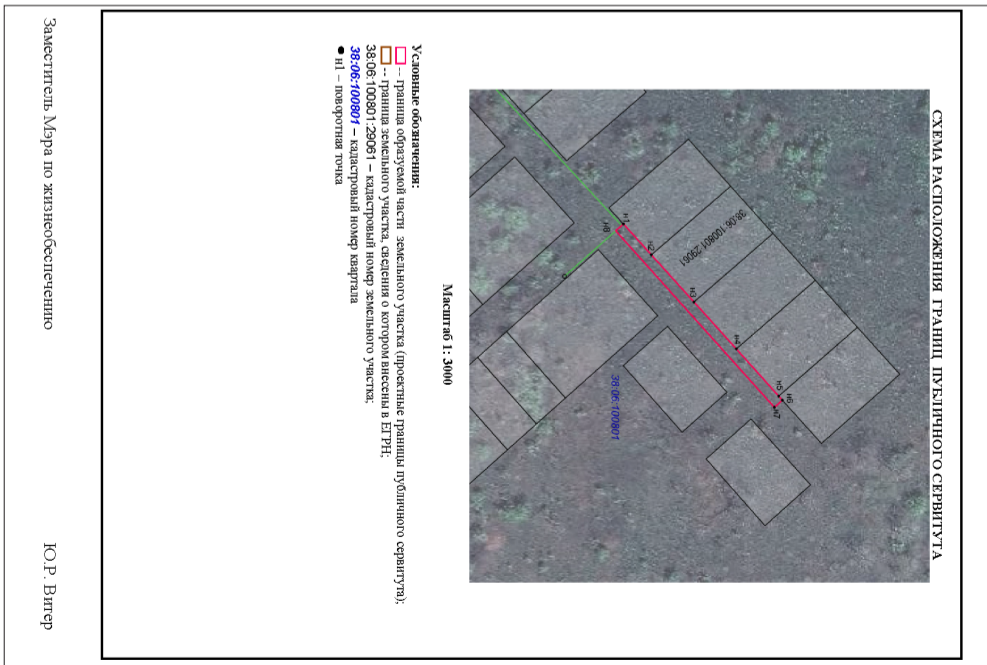 СХЕМА РАСПОЛОЖЕНИЯ ГРАНИЦ ПУБЛИЧНОГО СЕРВИТУТА
38:06:100801:29061
н1
н2
н3
н4
н5
н6
н7
н8
38:06:100801
Масштаб 1: 3000
Условные обозначения:
-- граница образуемой части земельного участка (проектные границы публичного сервитута);
-- граница земельного участка, сведения о котором внесены в ЕГРН;
38:06:100801:29061 – кадастровый номер земельного участка;
38:06:100801 – кадастровый номер квартала
● н1 – поворотная точка
Заместитель Мэра по жизнеобеспечению Ю.Р. Витер